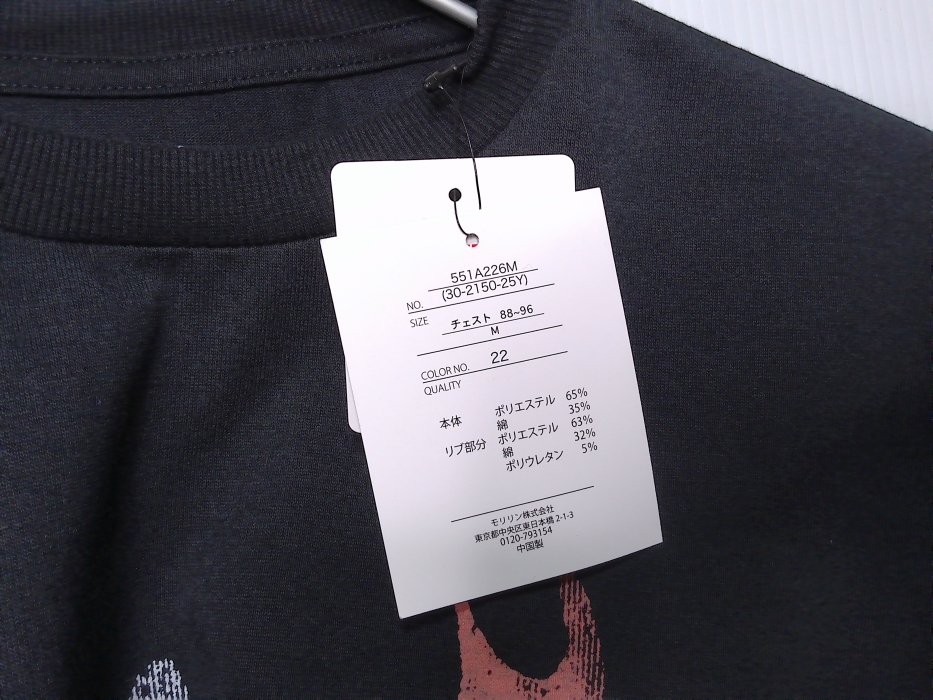 551A226M
NO. (30-2150-25Y)
SIZE チェスト 88~96
M
COLOR NO. 22
QUALITY
本体 ポリエステル 65%
綿 35%
リブ部分 ポリエステル 63%
綿 32%
ポリウレタン 5%
モリリン株式会社
東京都中央区東日本橋 2-1-3
0120-793154
中国製